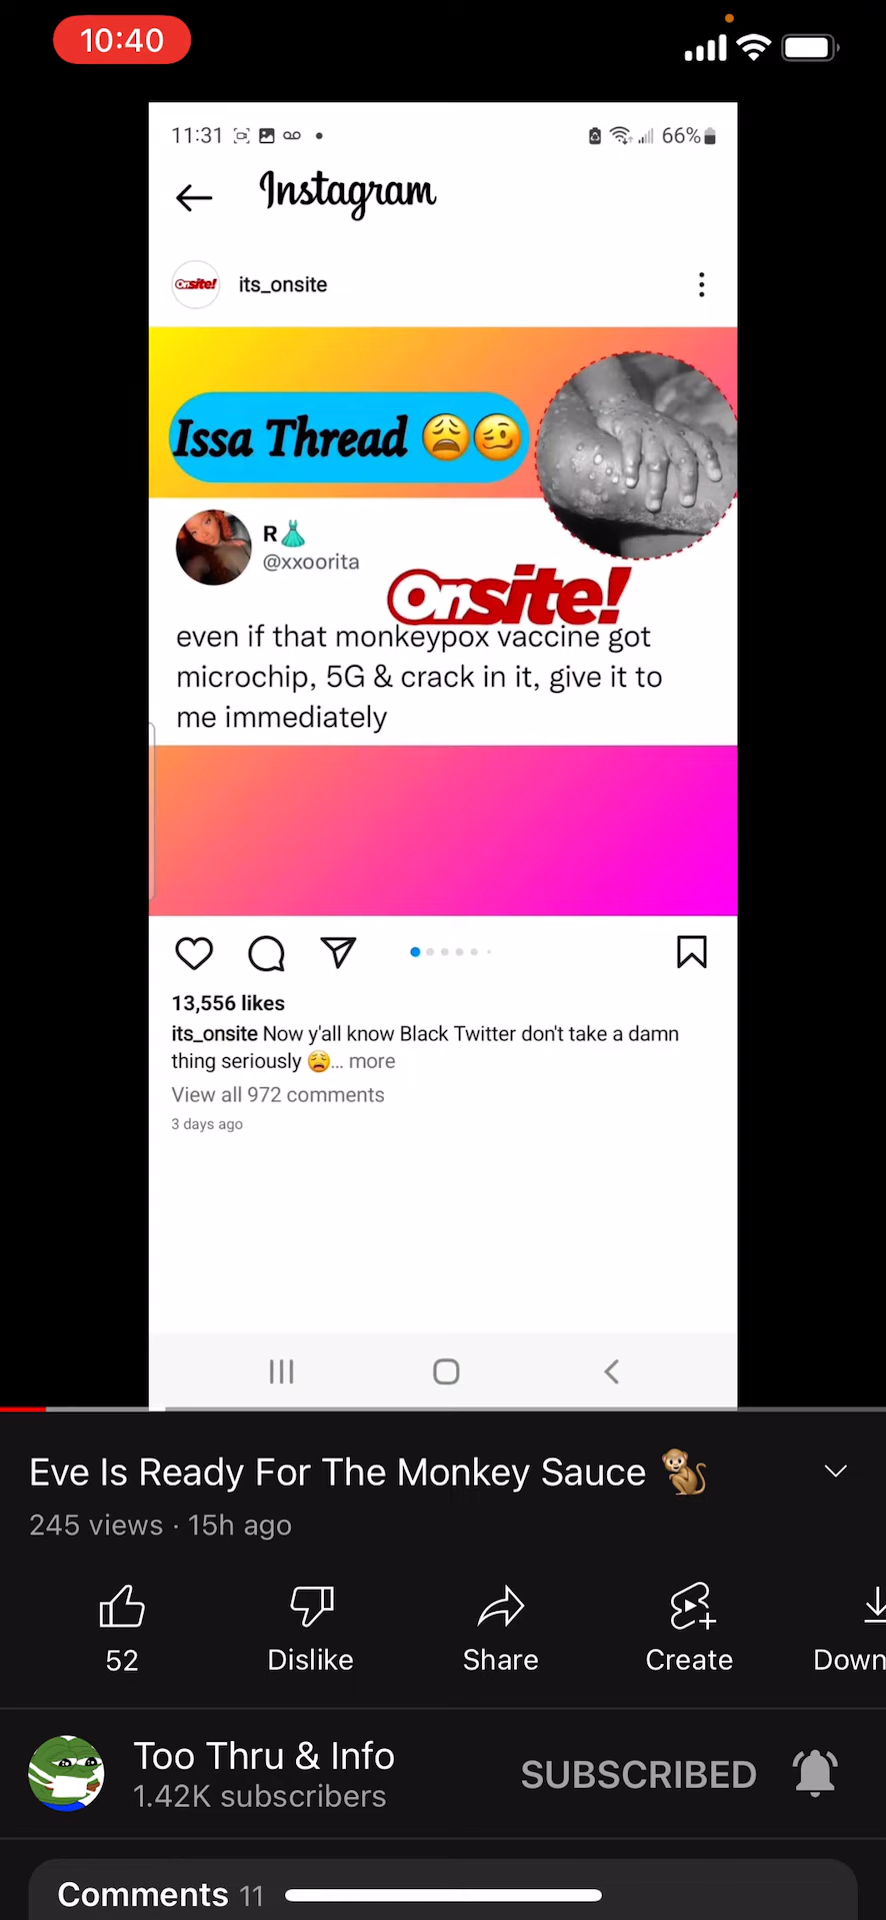 10:40
11:31 66%
Instagram
Onsite! its_onsite
Issa Thread 😩🥴
R👗
@xxoorita
Onsite!
even if that monkeypox vaccine got
microchip, 5G & crack in it, give it to
me immediately
13,556 likes
its_onsite Now y'all know Black Twitter don't take a damn
thing seriously 😩... more
View all 972 comments
3 days ago
Eve Is Ready For The Monkey Sauce 🐒
245 views · 15h ago
52 Dislike Share Create Down
Too Thru & Info
1.42K subscribers
SUBSCRIBED
Comments 11